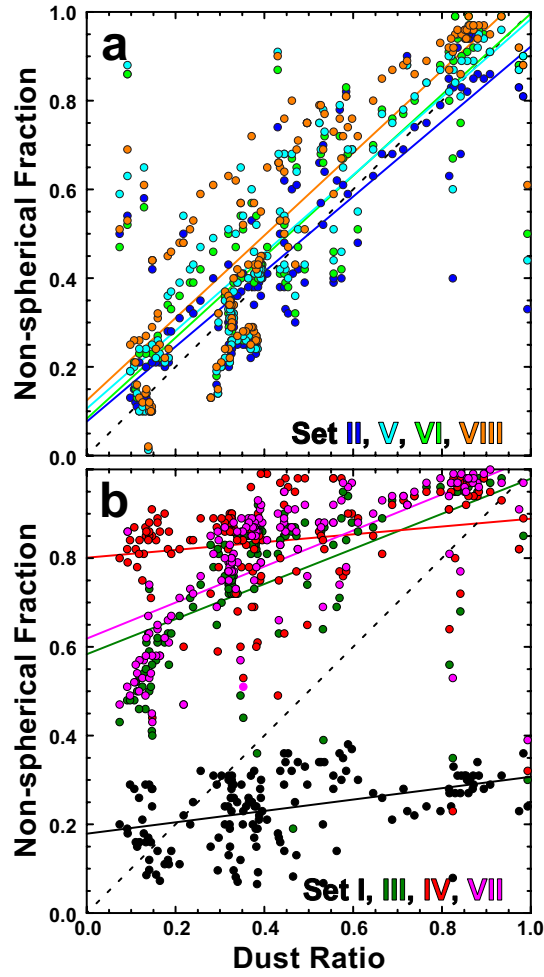 a
1.0
0.8
0.6
0.4
0.2
0.0
Non-spherical Fraction
Set II, V, VI, VIII
b
1.0
0.8
0.6
0.4
0.2
0.0
Non-spherical Fraction
Set I, III, IV, VII
0.0 0.2 0.4 0.6 0.8 1.0
Dust Ratio